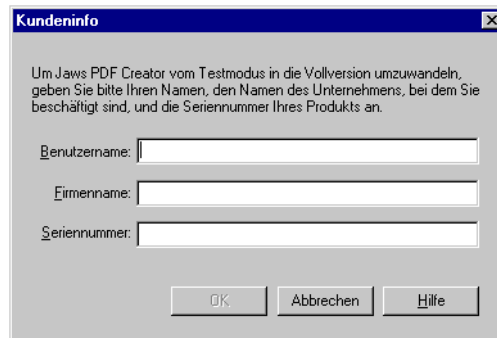 Kundeninfo
Um Jaws PDF Creator vom Testmodus in die Vollversion umzuwandeln,
geben Sie bitte Ihren Namen, den Namen des Unternehmens, bei dem Sie
beschäftigt sind, und die Seriennummer Ihres Produkts an.
Benutzername:
Firmenname:
Seriennummer:
OK Abbrechen Hilfe